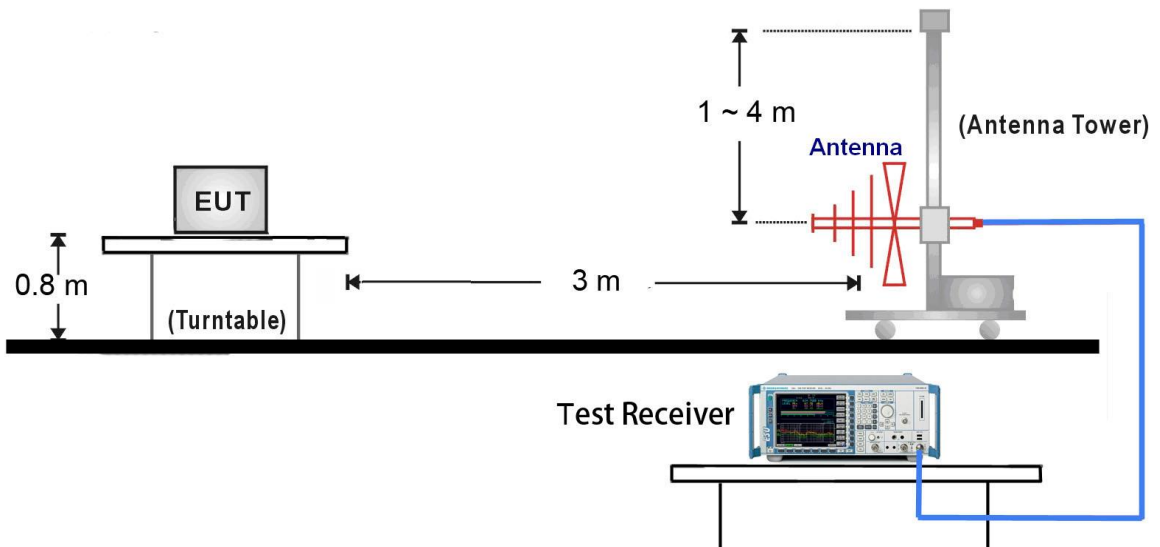 1 ~ 4 m
(Antenna Tower)
Antenna
EUT
0.8 m
3 m
(Turntable)
Test Receiver